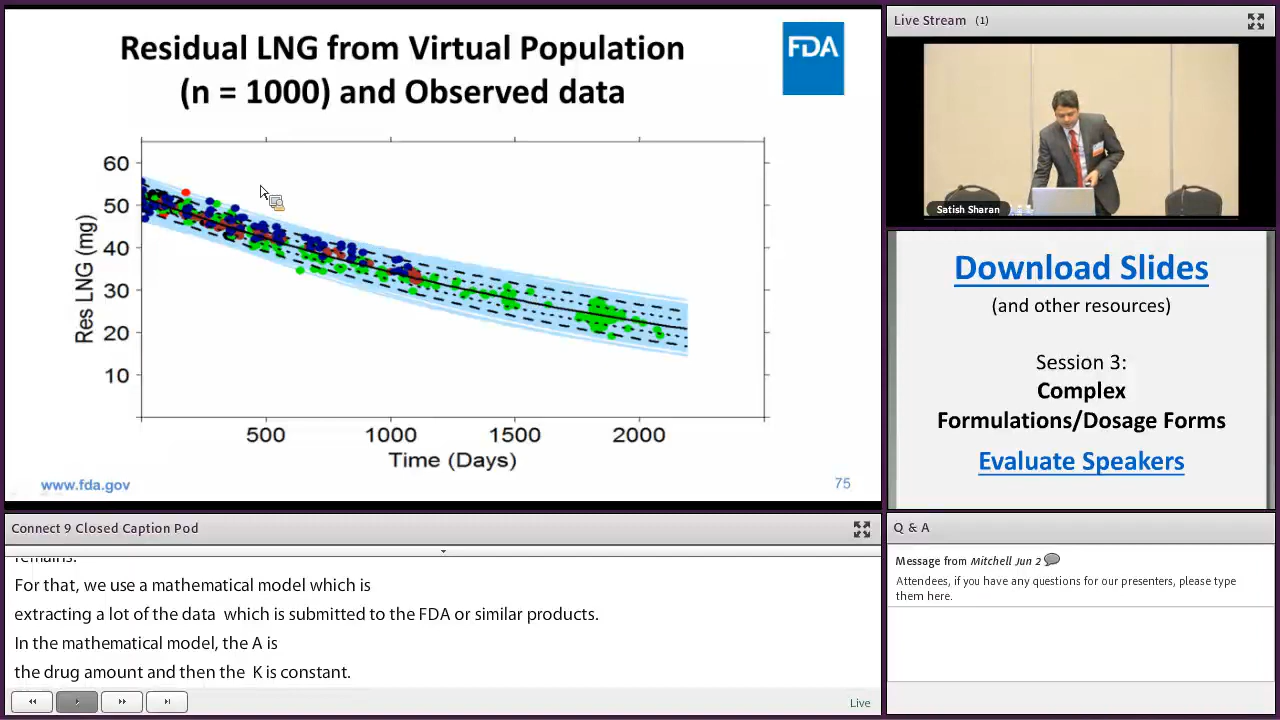 Residual LNG from Virtual Population
(n = 1000) and Observed data
FDA
60
50
40
30
20
10
Res LNG (mg)
500
1000
1500
2000
Time (Days)
www.fda.gov
75
Live Stream (1)
Satish Sharan
Download Slides
(and other resources)
Session 3:
Complex
Formulations/Dosage Forms
Evaluate Speakers
Connect 9 Closed Caption Pod
remains.
For that, we use a mathematical model which is
extracting a lot of the data which is submitted to the FDA or similar products.
In the mathematical model, the A is
the drug amount and then the K is constant.
Live
Q & A
Message from Mitchell Jun 2
Attendees, if you have any questions for our presenters, please type
them here.